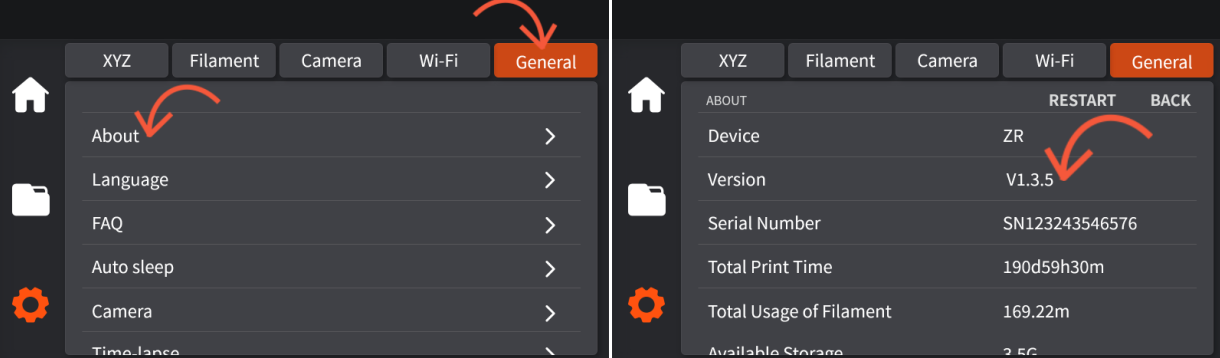 XYZ Filament Camera Wi-Fi General
About
Language
FAQ
Auto sleep
Camera
Time-lapse
XYZ Filament Camera Wi-Fi General
ABOUT RESTART BACK
Device ZR
Version V1.3.5
Serial Number SN123243546576
Total Print Time 190d59h30m
Total Usage of Filament 169.22m
Available Storage 3.5G